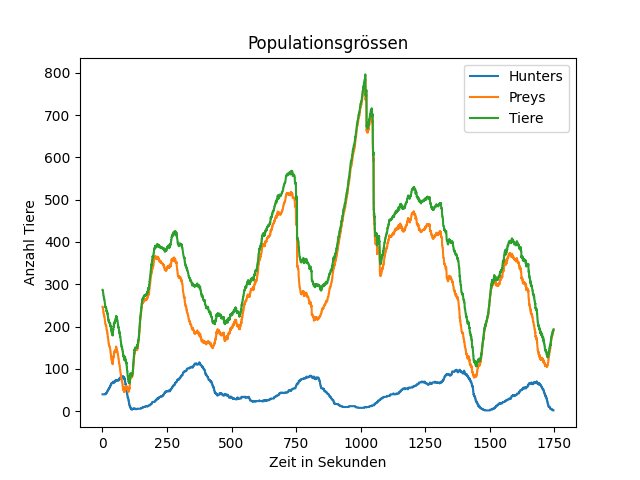 Populationsgrössen
Hunters
Preys
Tiere
Anzahl Tiere
800
700
600
500
400
300
200
100
0
0 250 500 750 1000 1250 1500 1750
Zeit in Sekunden